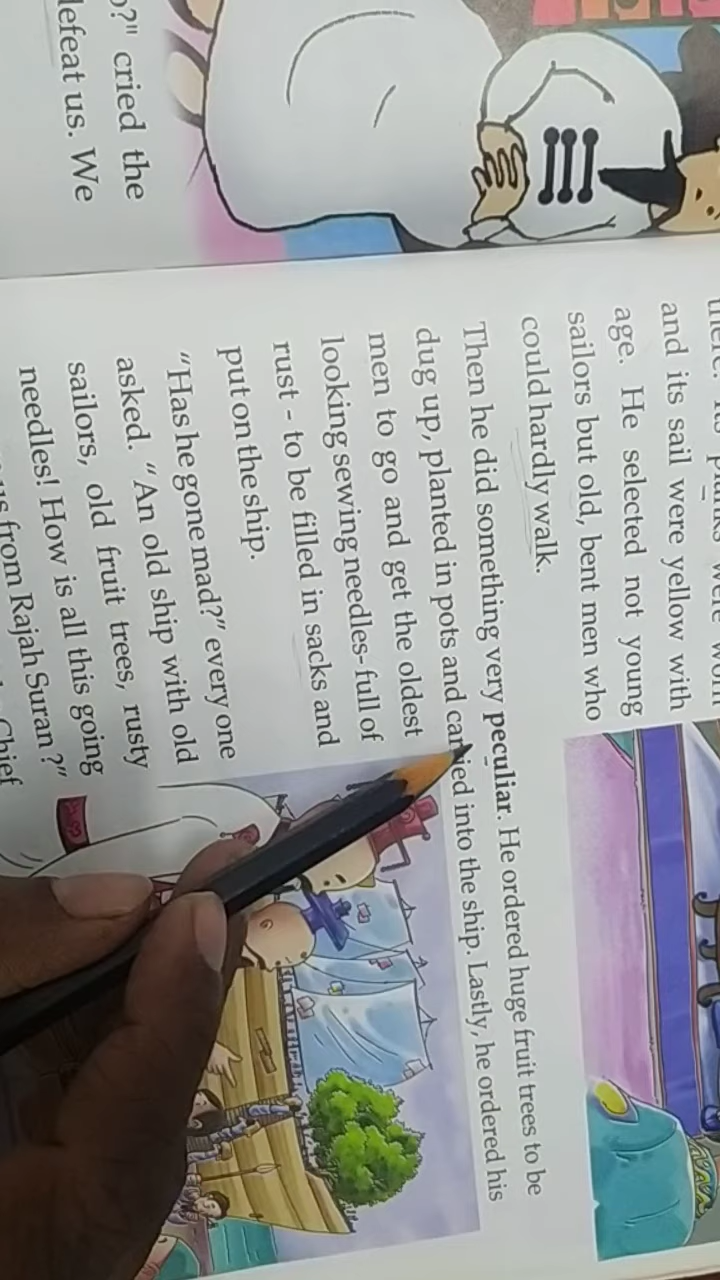 cried the
defeat us. We
and its sail were yellow with
age. He selected not young
sailors but old, bent men who
could hardly walk.
Then he did something very peculiar. He ordered huge fruit trees to be
dug up, planted in pots and carried into the ship. Lastly, he ordered his
men to go and get the oldest
looking sewing needles-full of
rust - to be filled in sacks and
put on the ship.
"Has he gone mad?" every one
asked. "An old ship with old
sailors, old fruit trees, rusty
needles! How is all this going
us from Rajah Suran ?"
Chief